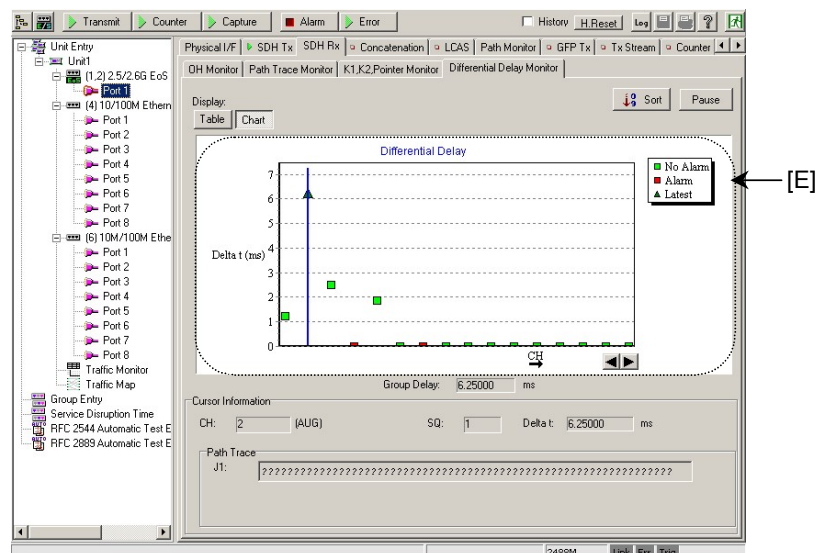 Transmit Counter Capture Alarm Error History H.Reset Log ?
Unit Entry
Unit1
(1,2) 2.5/2.6G EoS
Port 1
(4) 10/100M Ethern
Port 1
Port 2
Port 3
Port 4
Port 5
Port 6
Port 7
Port 8
(6) 10M/100M Ethe
Port 1
Port 2
Port 3
Port 4
Port 5
Port 6
Port 7
Port 8
Traffic Monitor
Traffic Map
Group Entry
Service Disruption Time
RFC 2544 Automatic Test E
RFC 2889 Automatic Test E
Physical I/F SDH Tx SDH Rx Concatenation LCAS Path Monitor GFP Tx Tx Stream Counter
OH Monitor Path Trace Monitor K1,K2,Pointer Monitor Differential Delay Monitor
Display:
Table Chart
Sort Pause
Differential Delay
7
6
5
4
3
2
1
0
Delta t (ms)
CH
No Alarm
Alarm
Latest
[E]
Group Delay: 6.25000 ms
Cursor Information
CH: 2 (AUG) SQ: 1 Delta t: 6.25000 ms
Path Trace
J1: ????????????????????????????????????????????????????????????????
2488M Link Err Trig